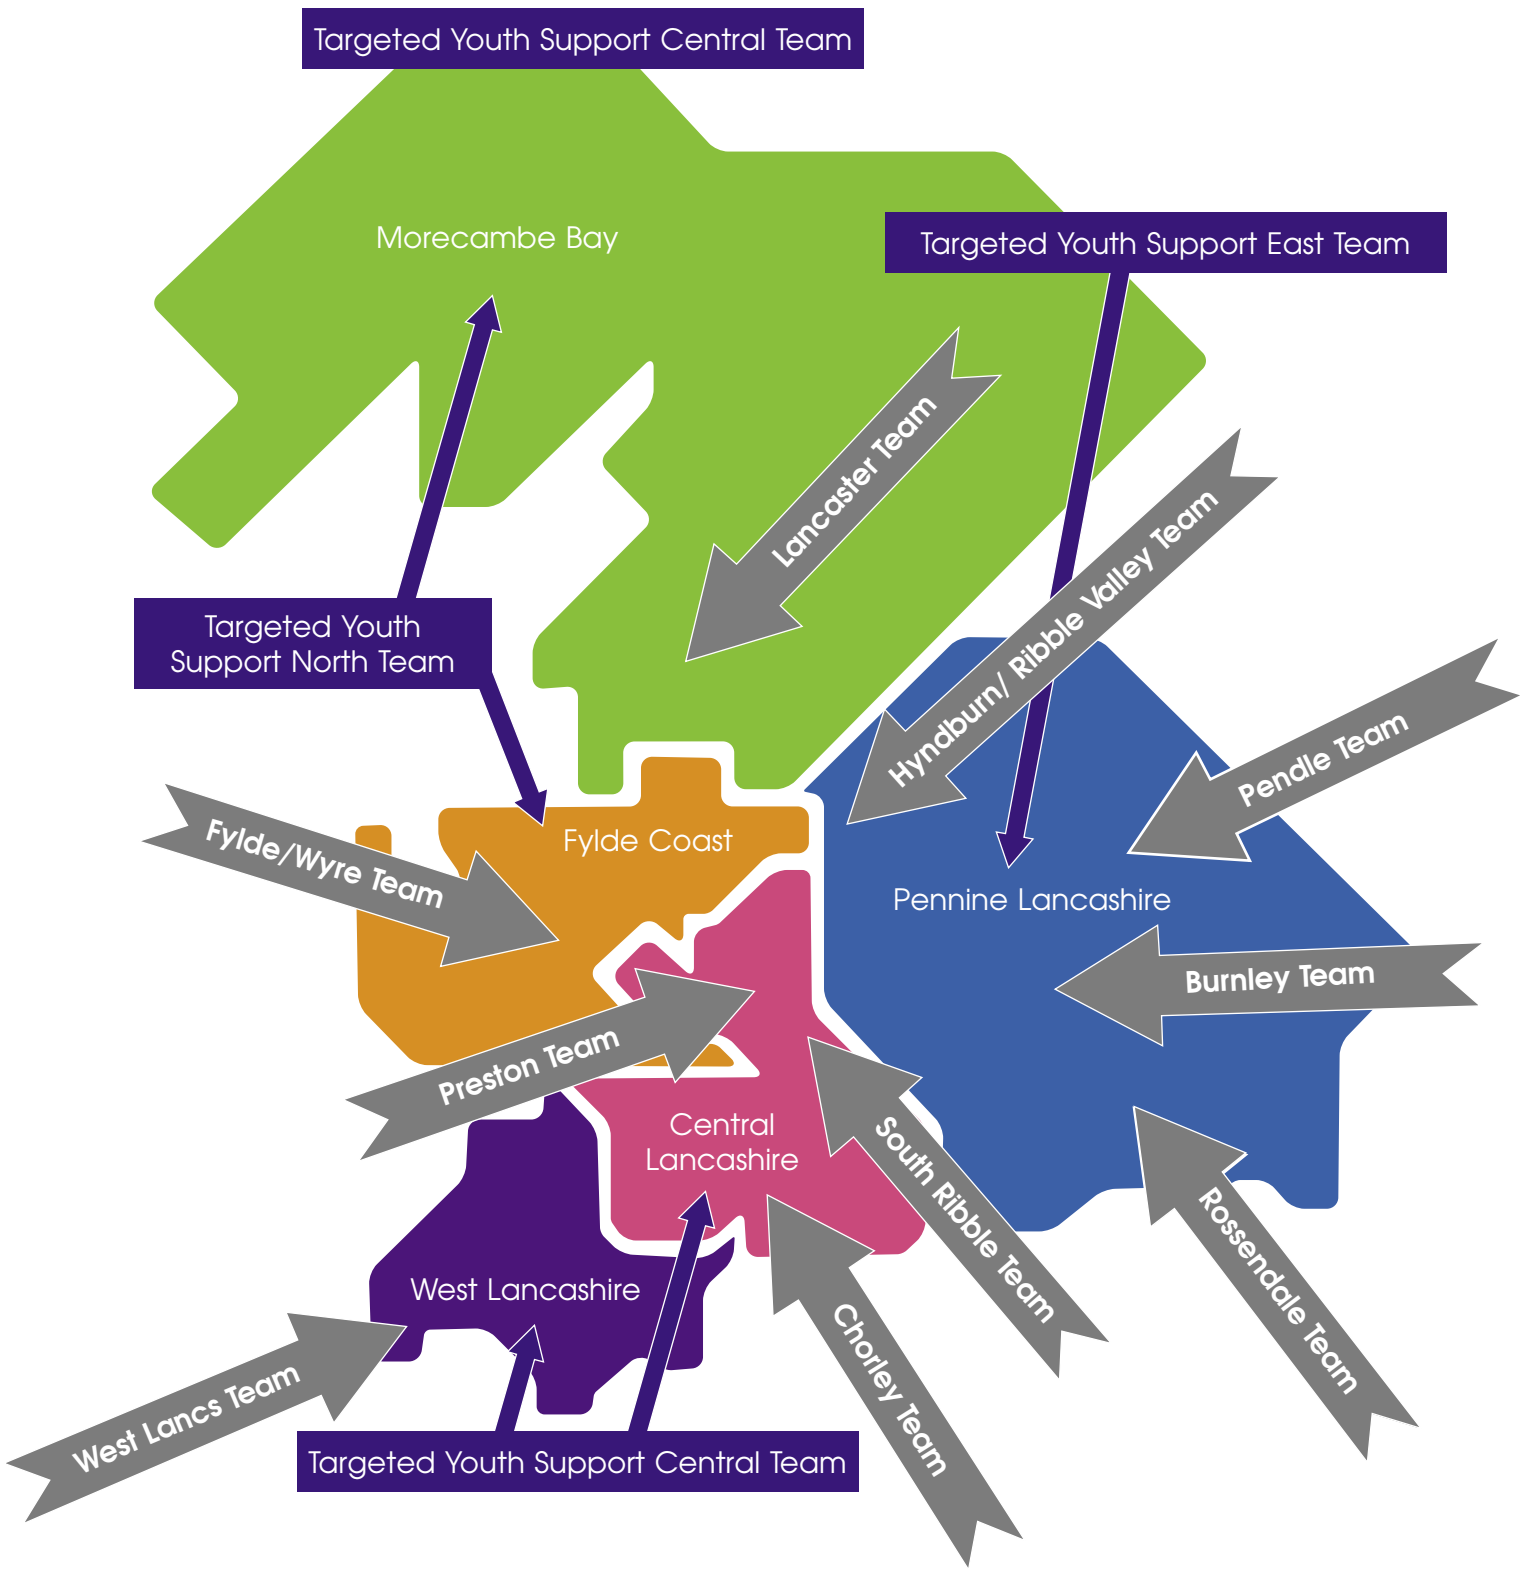 Targeted Youth Support Central Team
Morecambe Bay
Targeted Youth Support East Team
Lancaster Team
Hyndburn/ Ribble Valley Team
Targeted Youth
Support North Team
Pendle Team
Fylde/Wyre Team
Fylde Coast
Pennine Lancashire
Burnley Team
Preston Team
Central
Lancashire
South Ribble Team
Rossendale Team
West Lancashire
Chorley Team
West Lancs Team
Targeted Youth Support Central Team